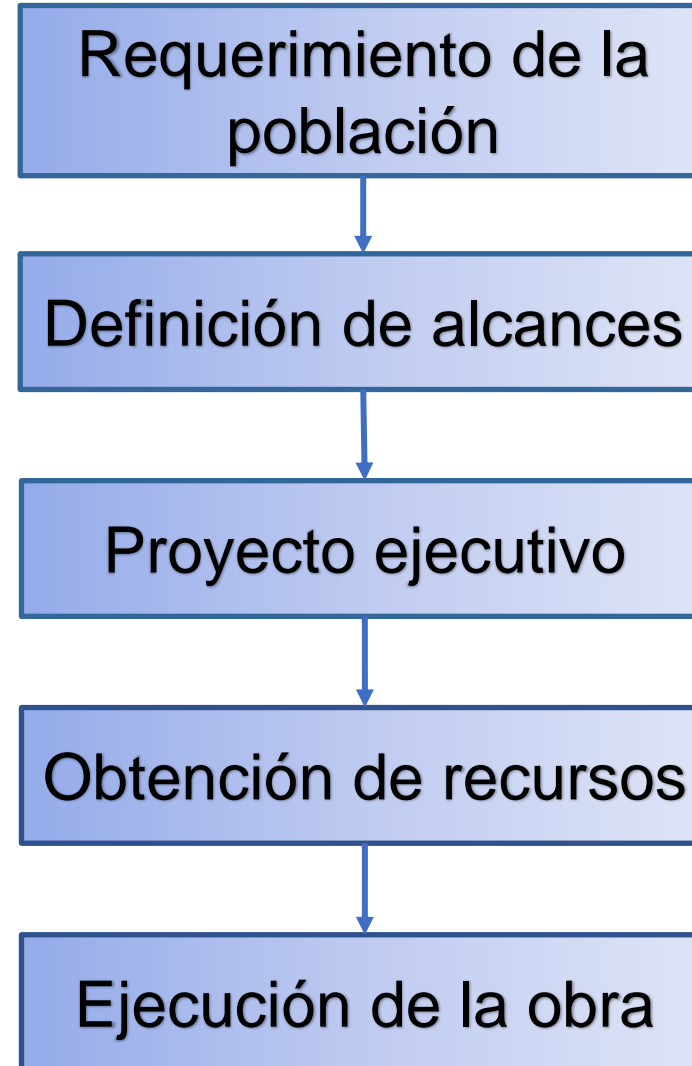 Requerimiento de la
población
Definición de alcances
Proyecto ejecutivo
Obtención de recursos
Ejecución de la obra